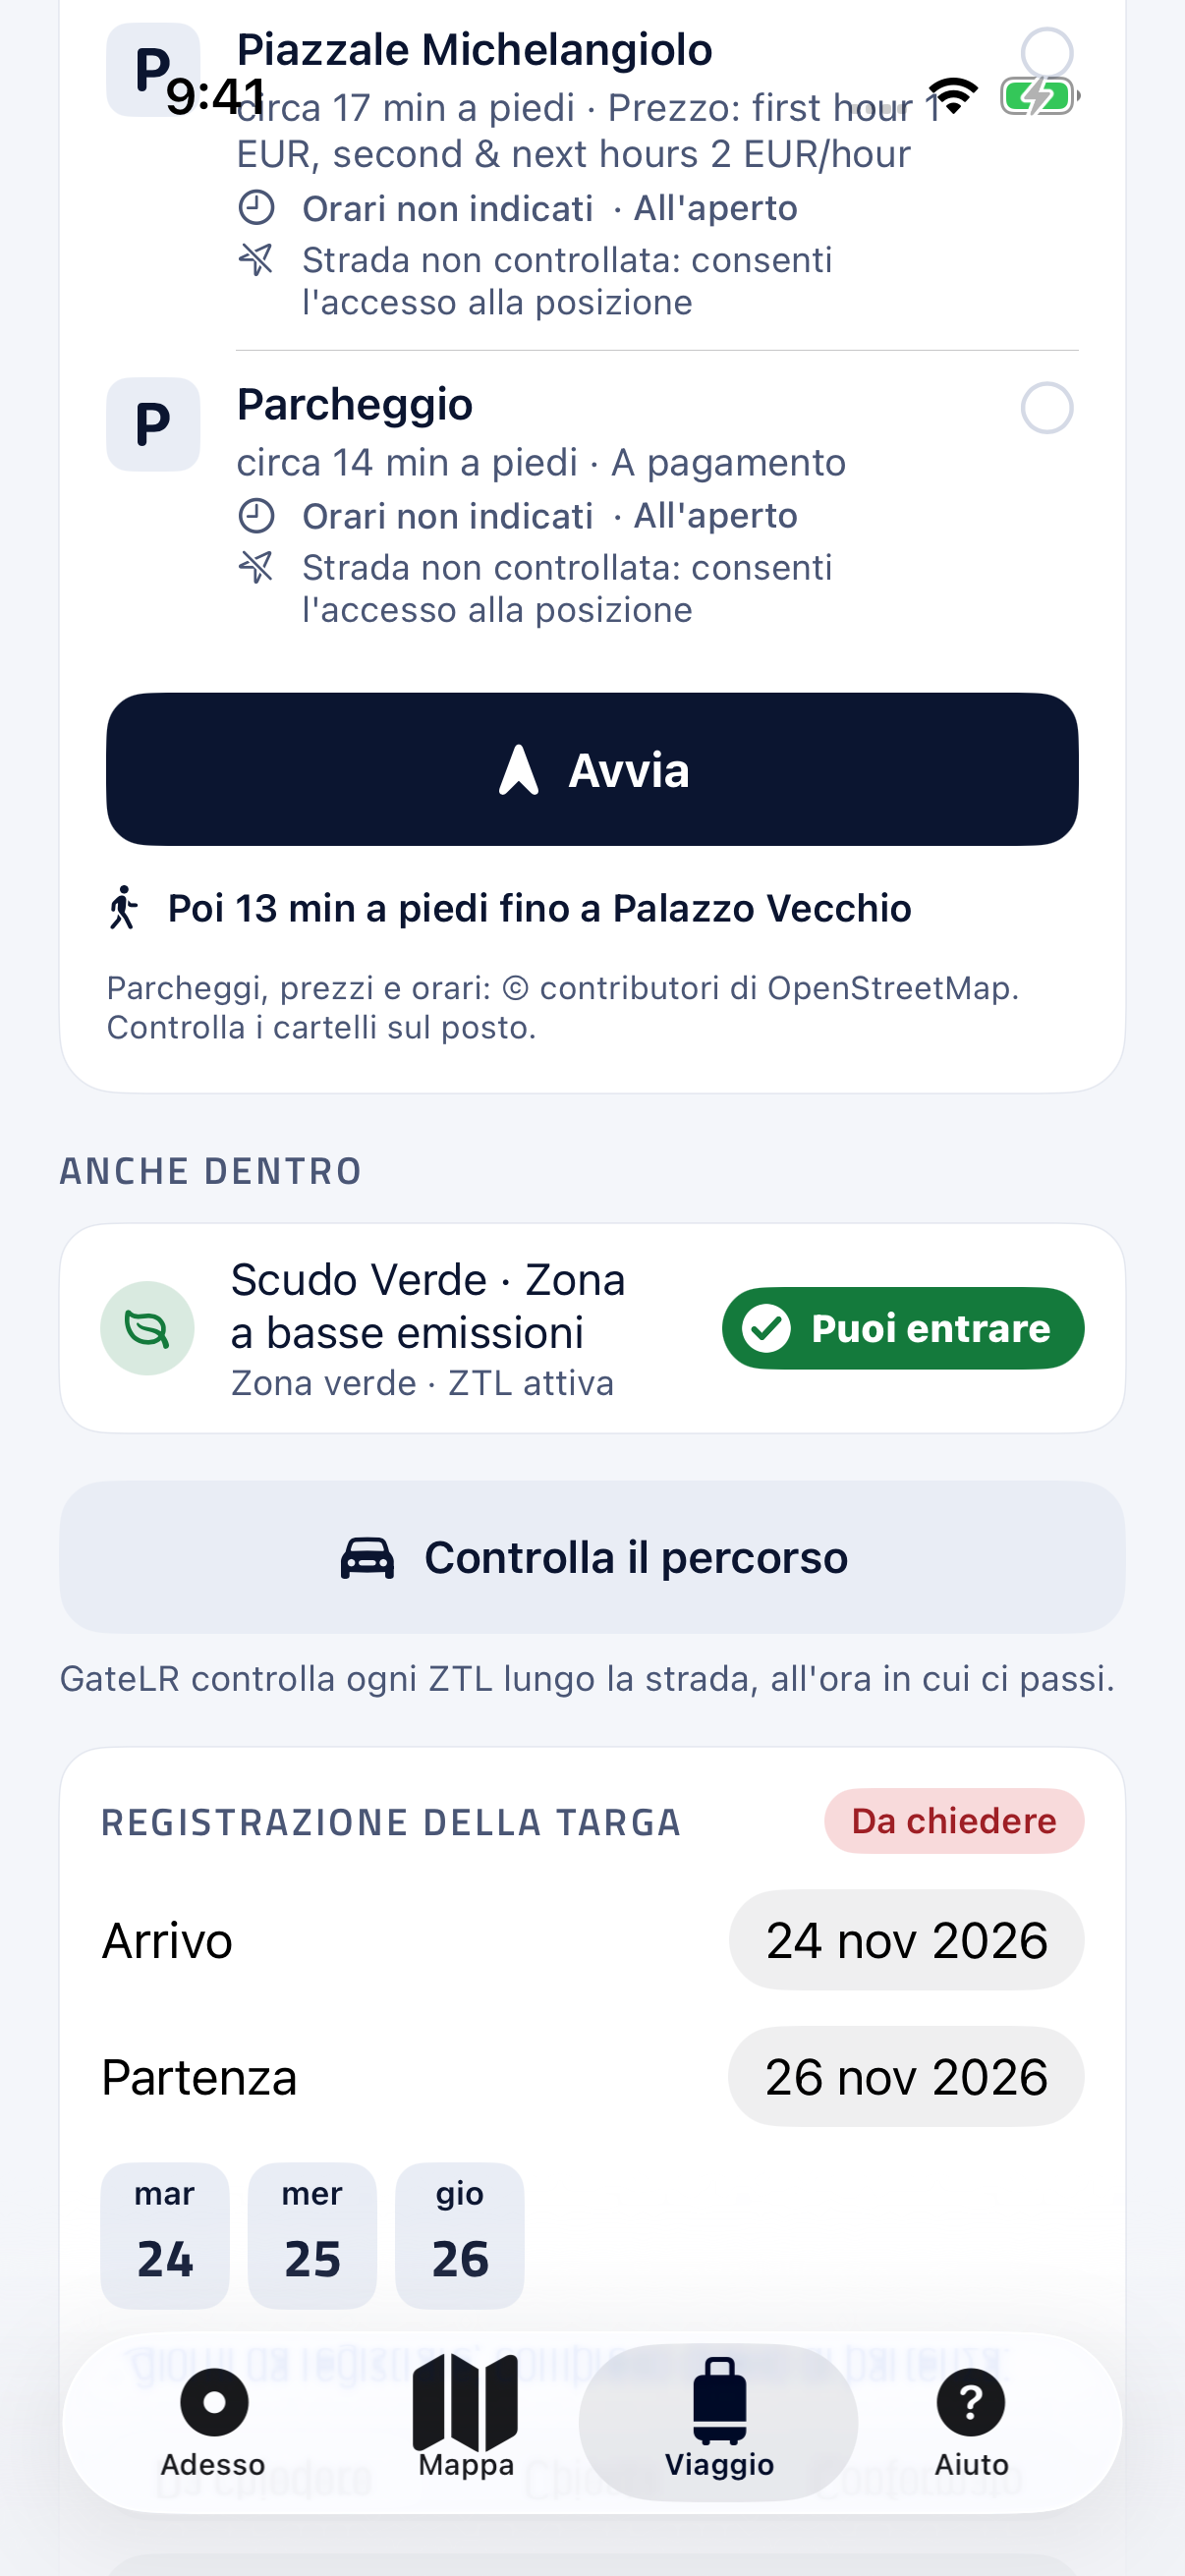 P
Piazzale Michelangiolo
9:41
circa 17 min a piedi · Prezzo: first hour 1
EUR, second & next hours 2 EUR/hour
Orari non indicati · All'aperto
Strada non controllata: consenti
l'accesso alla posizione
P
Parcheggio
circa 14 min a piedi · A pagamento
Orari non indicati · All'aperto
Strada non controllata: consenti
l'accesso alla posizione
Avvia
Poi 13 min a piedi fino a Palazzo Vecchio
Parcheggi, prezzi e orari: © contributori di OpenStreetMap.
Controlla i cartelli sul posto.
ANCHE DENTRO
Scudo Verde · Zona
a basse emissioni
Zona verde · ZTL attiva
Puoi entrare
Controlla il percorso
GateLR controlla ogni ZTL lungo la strada, all'ora in cui ci passi.
REGISTRAZIONE DELLA TARGA
Da chiedere
Arrivo
24 nov 2026
Partenza
26 nov 2026
mar
24
mer
25
gio
26
Adesso
Mappa
Viaggio
?
Aiuto